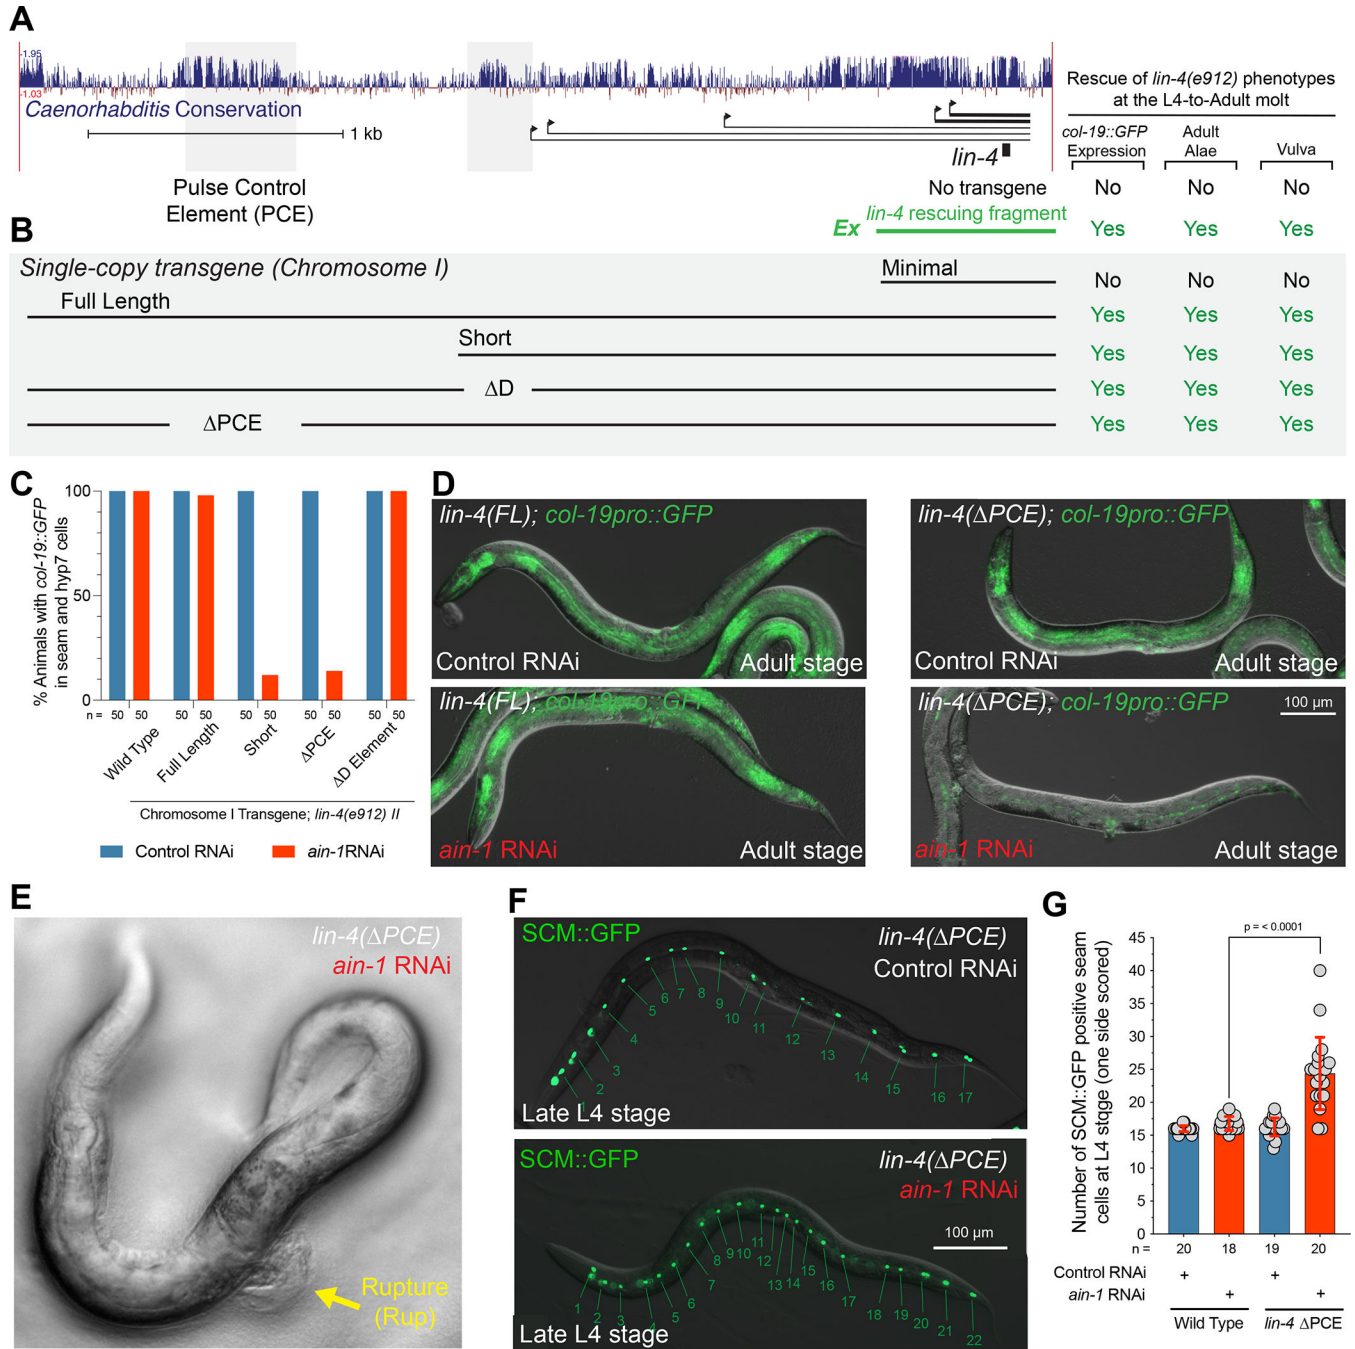 A
-1.95
-1.03
Caenorhabditis Conservation
1 kb
lin-4
Pulse Control
Element (PCE)
Rescue of lin-4(e912) phenotypes
at the L4-to-Adult molt
col-19::GFP
Expression
Adult
Alae
Vulva
No transgene No No No
Ex lin-4 rescuing fragment Yes Yes Yes
B
Single-copy transgene (Chromosome I)
Minimal No No No
Full Length Yes Yes Yes
Short Yes Yes Yes
ΔD Yes Yes Yes
ΔPCE Yes Yes Yes
C
% Animals with col-19::GFP
in seam and hyp7 cells
100
50
0
n = 50 50 50 50 50 50 50 50 50 50
Wild Type
Full Length
Short
ΔPCE
ΔD Element
Chromosome I Transgene; lin-4(e912) II
Control RNAi
ain-1RNAi
D
lin-4(FL); col-19pro::GFP
Control RNAi
Adult stage
lin-4(ΔPCE); col-19pro::GFP
Control RNAi
Adult stage
lin-4(FL); col-19pro::GFP
ain-1 RNAi
Adult stage
lin-4(ΔPCE); col-19pro::GFP
100 µm
ain-1 RNAi
Adult stage
E
lin-4(ΔPCE)
ain-1 RNAi
Rupture
(Rup)
F
SCM::GFP
lin-4(ΔPCE)
Control RNAi
1 2 3 4 5 6 7 8 9 10 11 12 13 14 15 16 17
Late L4 stage
SCM::GFP
lin-4(ΔPCE)
ain-1 RNAi
100 µm
1 2 3 4 5 6 7 8 9 10 11 12 13 14 15 16 17 18 19 20 21 22
Late L4 stage
G
Number of SCM::GFP positive seam
cells at L4 stqge (one side scored)
p = < 0.0001
45
40
35
30
25
20
15
10
5
0
n = 20 18 19 20
Control RNAi + +
ain-1 RNAi + +
Wild Type
lin-4 ΔPCE